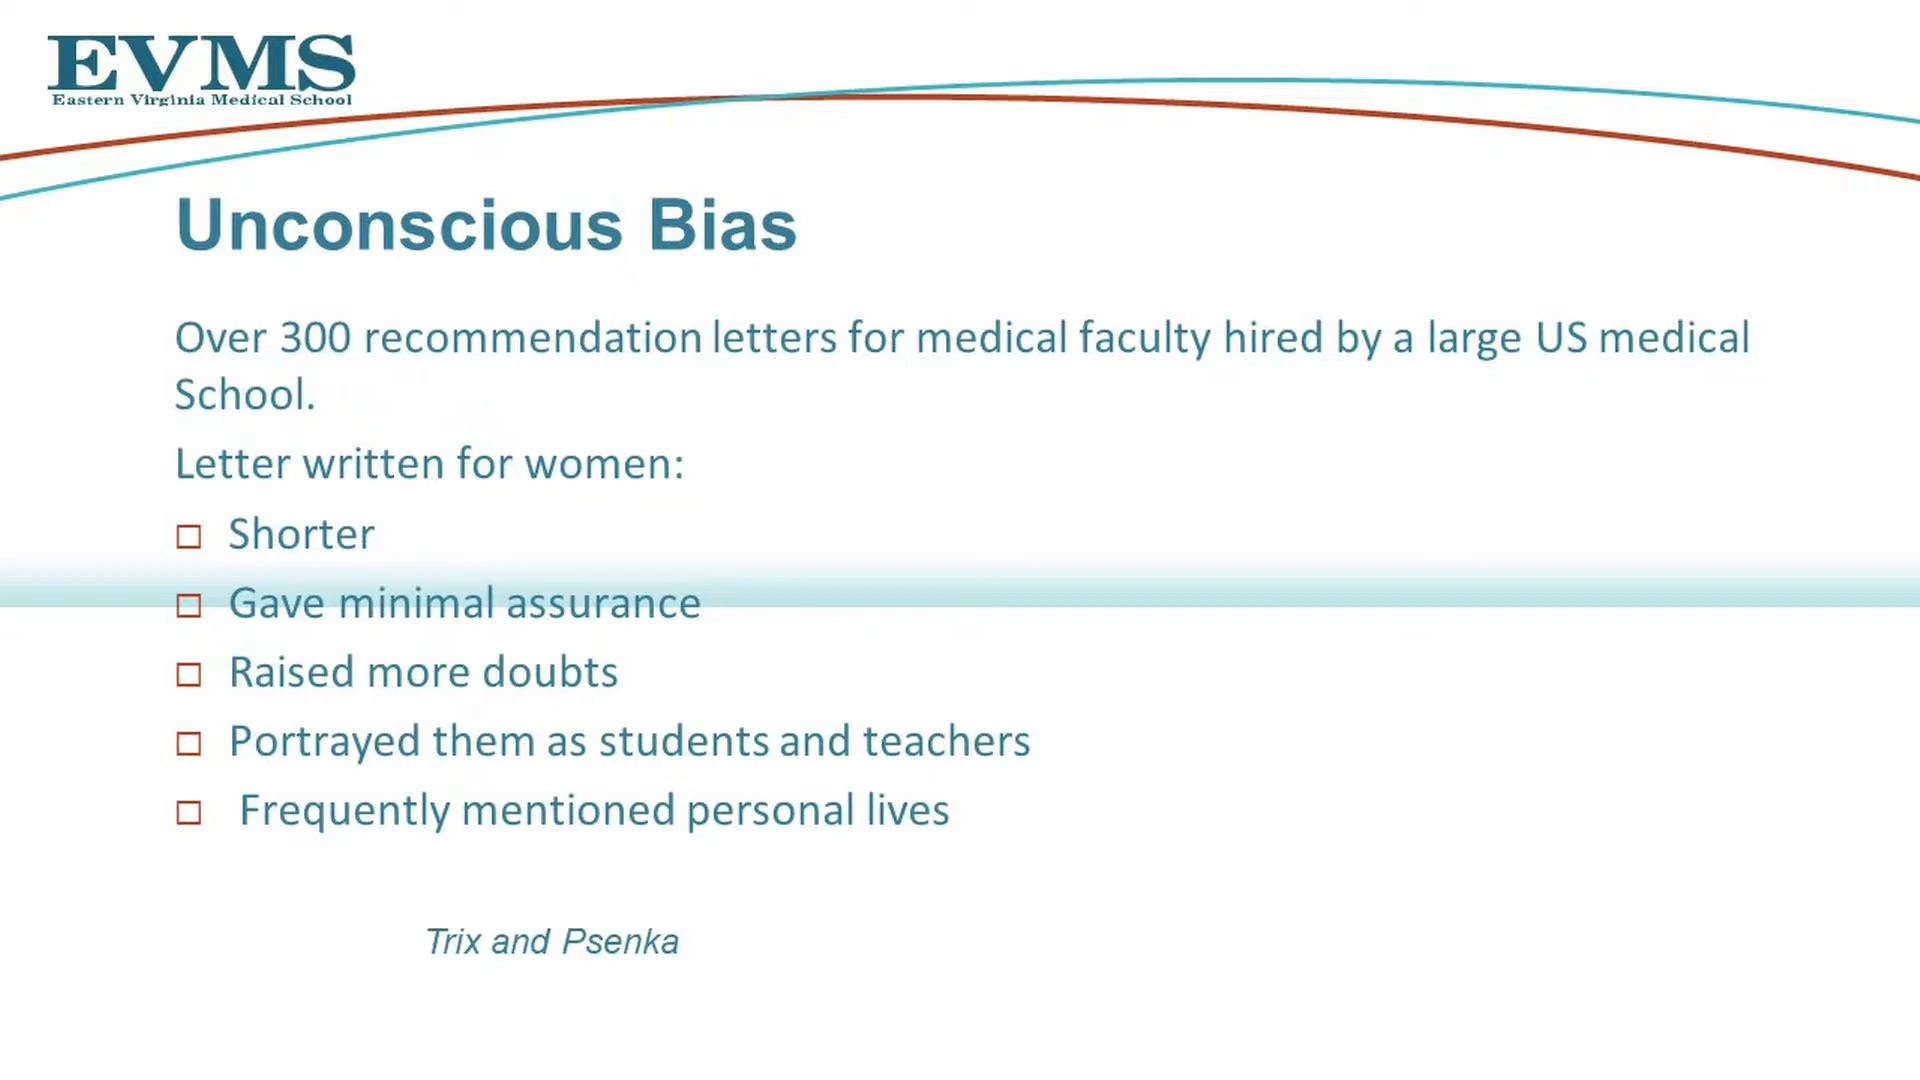 EVMS
Eastern Virginia Medical School
Unconscious Bias
Over 300 recommendation letters for medical faculty hired by a large US medical
School.
Letter written for women:
Shorter
Gave minimal assurance
Raised more doubts
Portrayed them as students and teachers
Frequently mentioned personal lives
Trix and Psenka